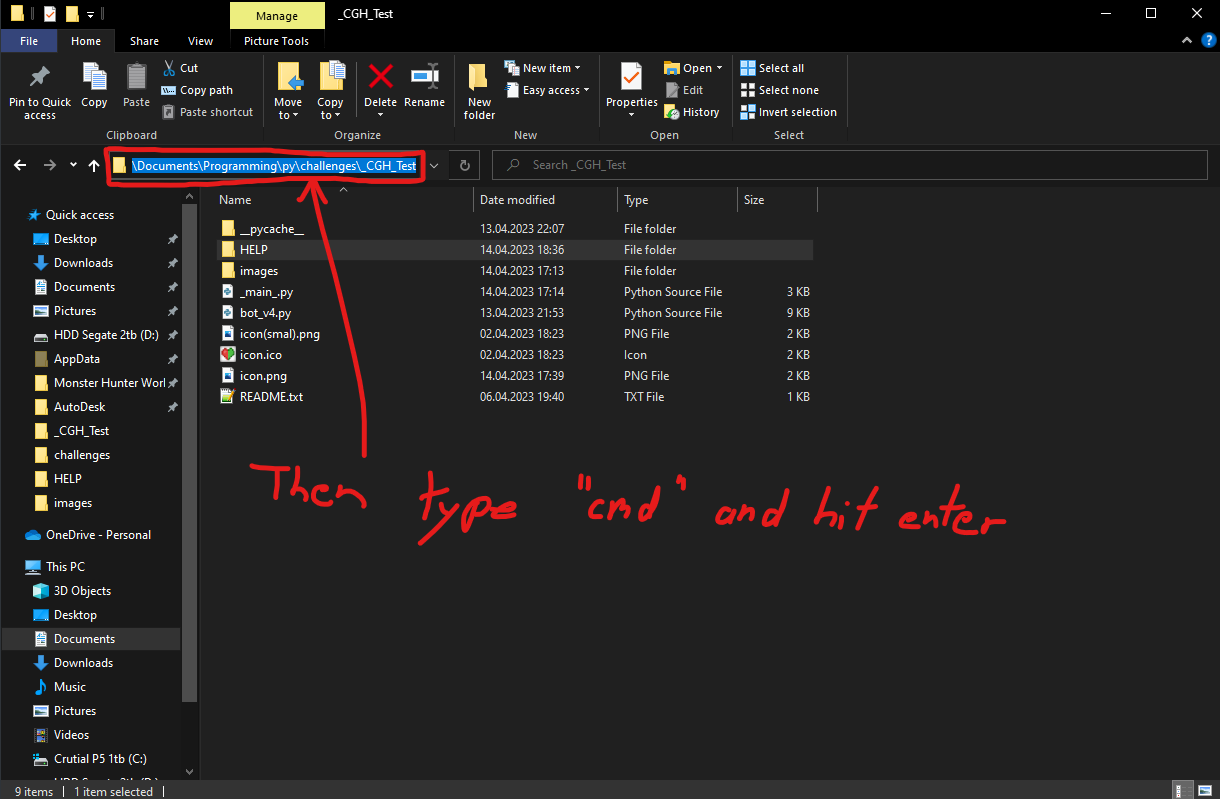 Manage
_CGH_Test
File
Home
Share
View
Picture Tools
Pin to Quick access
Copy
Paste
Cut
Copy path
Paste shortcut
Clipboard
Move to
Copy to
Delete
Rename
Organize
New folder
New item
Easy access
New
Properties
Open
Edit
History
Open
Select all
Select none
Invert selection
Select
\Documents\Programming\py\challenges\_CGH_Test
Search _CGH_Test
Quick access
Desktop
Downloads
Documents
Pictures
HDD Segate 2tb (D:)
AppData
Monster Hunter Worl
AutoDesk
_CGH_Test
challenges
HELP
images
OneDrive - Personal
This PC
3D Objects
Desktop
Documents
Downloads
Music
Pictures
Videos
Crutial P5 1tb (C:)
HDD Segate 2tb (D:)
Name Date modified Type Size
__pycache__ 13.04.2023 22:07 File folder
HELP 14.04.2023 18:36 File folder
images 14.04.2023 17:13 File folder
_main_.py 14.04.2023 17:14 Python Source File 3 KB
bot_v4.py 13.04.2023 21:53 Python Source File 9 KB
icon(smal).png 02.04.2023 18:23 PNG File 2 KB
icon.ico 02.04.2023 18:23 Icon 2 KB
icon.png 14.04.2023 17:39 PNG File 2 KB
README.txt 06.04.2023 19:40 TXT File 1 KB
Then type "cmd" and hit enter
9 items 1 item selected